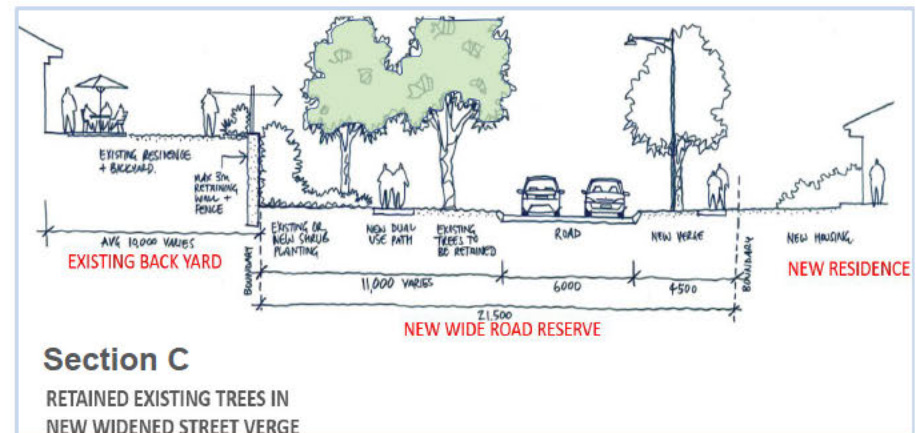 EXISTING RESIDENCE
+ BACKYARD.
MAX 3m
RETAINING
WALL +
FENCE
AVG 10,000 VARIES
EXISTING BACK YARD
BOUNDARY
EXISTING OR
NEW SHRUB
PLANTING
NEW DUAL
USE PATH
EXISTING
TREES TO
BE RETAINED
ROAD
NEW VERGE
BOUNDARY
NEW HOUSING
NEW RESIDENCE
11,000 VARIES
6000
4500
21,500
NEW WIDE ROAD RESERVE
Section C
RETAINED EXISTING TREES IN
NEW WIDENED STREET VERGE